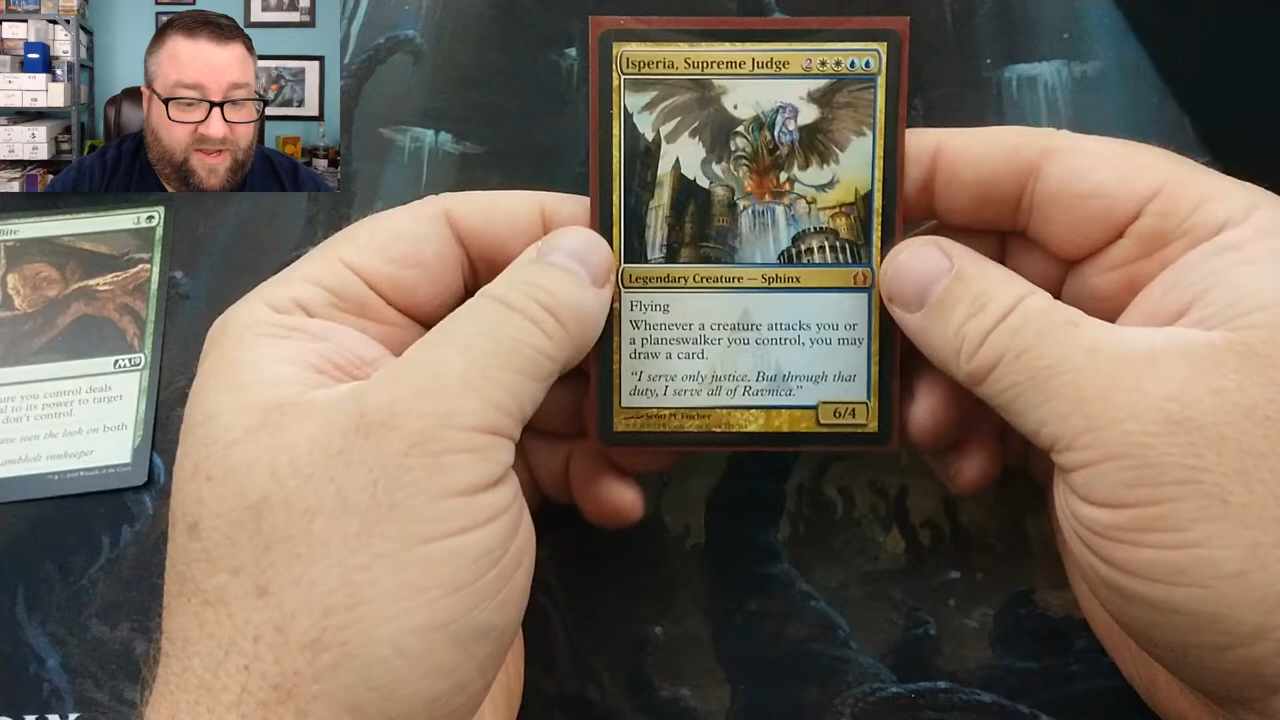 Isperia, Supreme Judge 2
Legendary Creature — Sphinx
Flying
Whenever a creature attacks you or
a planeswalker you control, you may
draw a card.
"I serve only justice. But through that
duty, I serve all of Ravnica."
6/4
Scott M. Fischer
Bite 1
M19
ure you control deals
al to its power to target
don't control.
ave seen the look on both
ambholt innkeeper